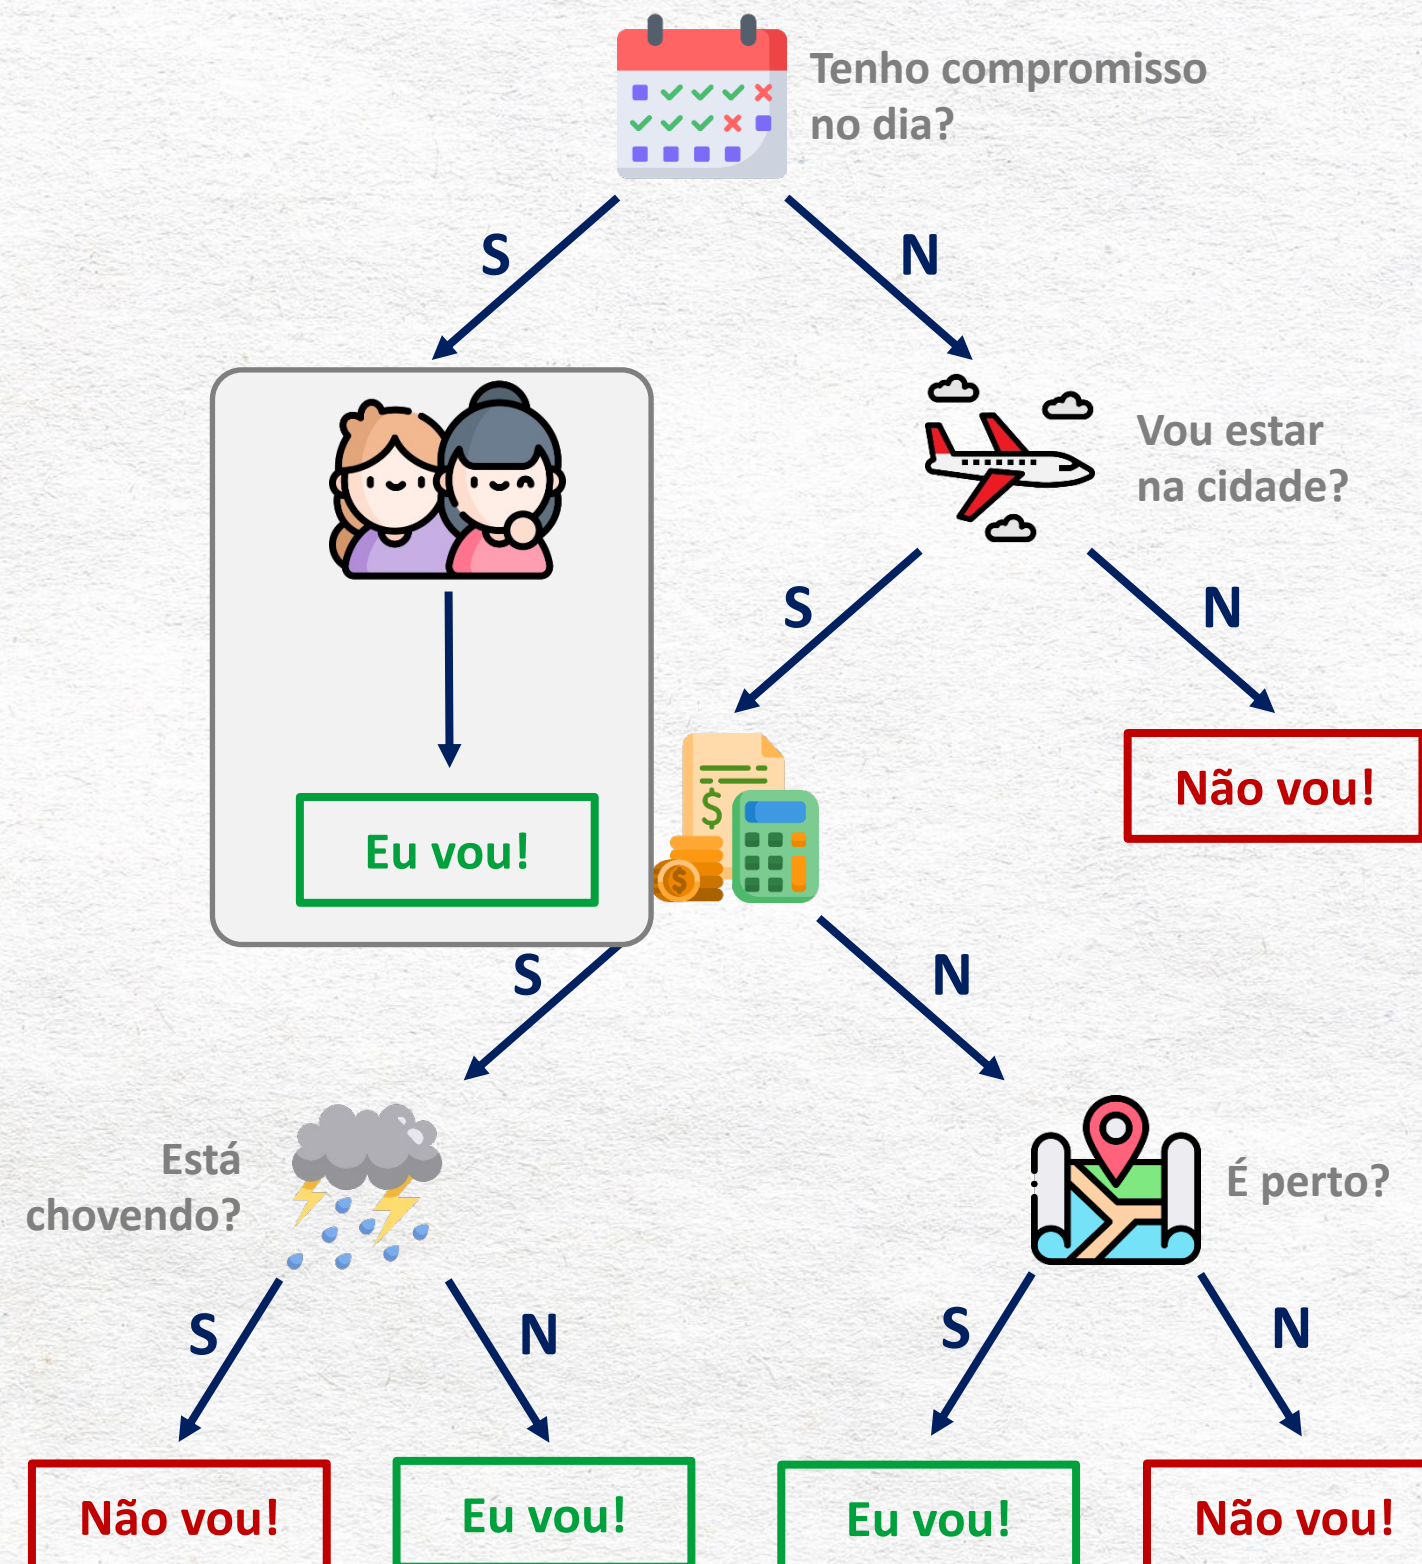 Tenho compromisso
no dia?
S
N
Vou estar
na cidade?
S
N
Não vou!
$
Eu vou!
$
S
N
Está
chovendo?
É perto?
S
N
S
N
Não vou!
Eu vou!
Eu vou!
Não vou!